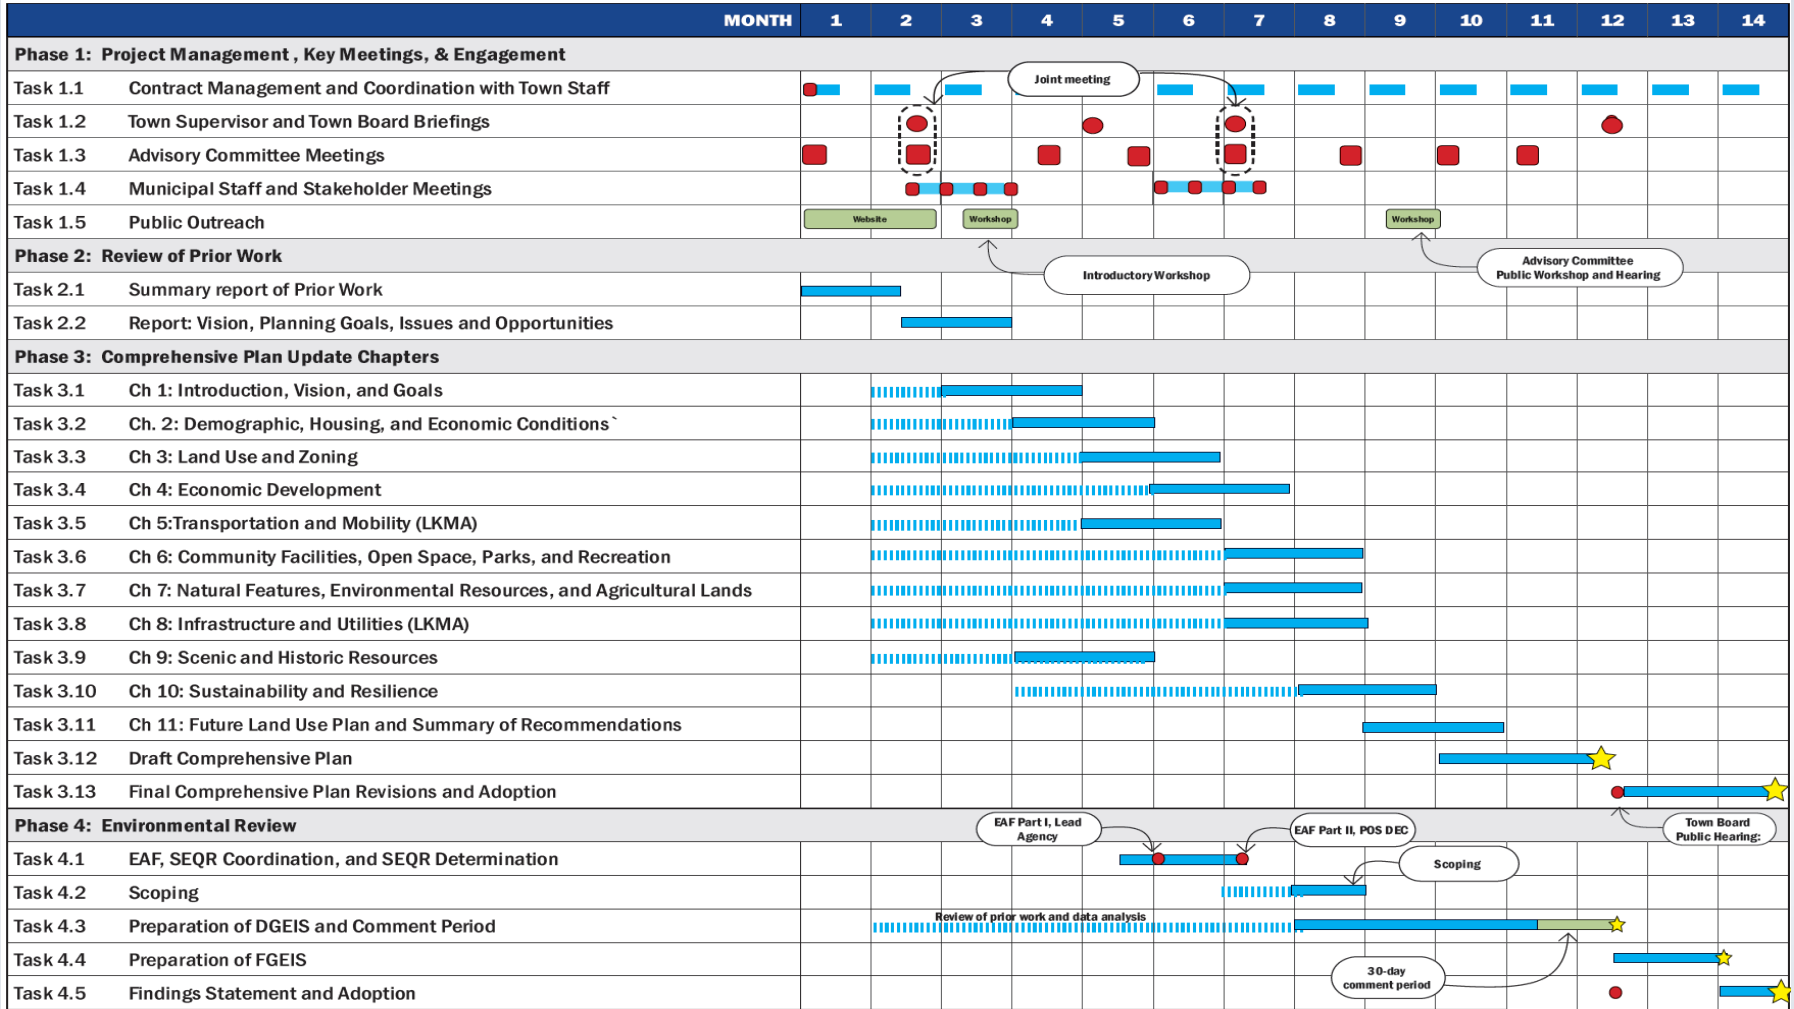 MONTH 1 2 3 4 5 6 7 8 9 10 11 12 13 14
Phase 1: Project Management , Key Meetings, & Engagement
Joint meeting
Task 1.1 Contract Management and Coordination with Town Staff
Task 1.2 Town Supervisor and Town Board Briefings
Task 1.3 Advisory Committee Meetings
Task 1.4 Municipal Staff and Stakeholder Meetings
Task 1.5 Public Outreach Website Workshop Workshop
Phase 2: Review of Prior Work
Introductory Workshop
Advisory Committee
Public Workshop and Hearing
Task 2.1 Summary report of Prior Work
Task 2.2 Report: Vision, Planning Goals, Issues and Opportunities
Phase 3: Comprehensive Plan Update Chapters
Task 3.1 Ch 1: Introduction, Vision, and Goals
Task 3.2 Ch. 2: Demographic, Housing, and Economic Conditions`
Task 3.3 Ch 3: Land Use and Zoning
Task 3.4 Ch 4: Economic Development
Task 3.5 Ch 5:Transportation and Mobility (LKMA)
Task 3.6 Ch 6: Community Facilities, Open Space, Parks, and Recreation
Task 3.7 Ch 7: Natural Features, Environmental Resources, and Agricultural Lands
Task 3.8 Ch 8: Infrastructure and Utilities (LKMA)
Task 3.9 Ch 9: Scenic and Historic Resources
Task 3.10 Ch 10: Sustainability and Resilience
Task 3.11 Ch 11: Future Land Use Plan and Summary of Recommendations
Task 3.12 Draft Comprehensive Plan
Task 3.13 Final Comprehensive Plan Revisions and Adoption
Phase 4: Environmental Review
EAF Part I, Lead
Agency
EAF Part II, POS DEC
Town Board
Public Hearing:
Task 4.1 EAF, SEQR Coordination, and SEQR Determination
Scoping
Task 4.2 Scoping
Task 4.3 Preparation of DGEIS and Comment Period
Review of prior work and data analysis
Task 4.4 Preparation of FGEIS
30-day
comment period
Task 4.5 Findings Statement and Adoption